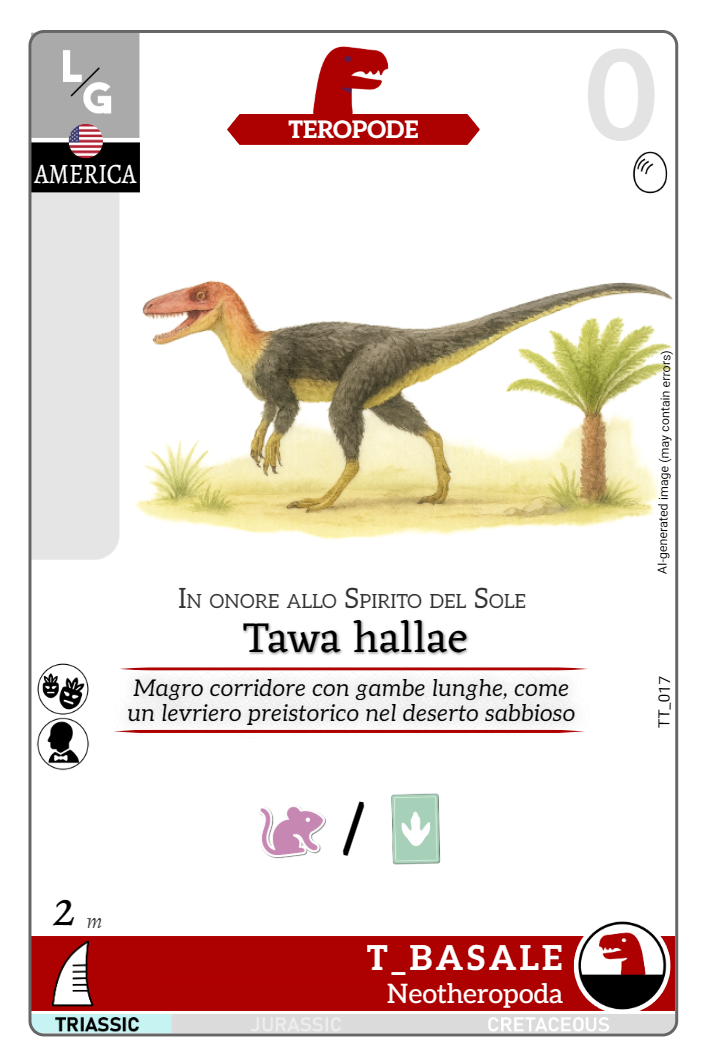 L/G
0
TEROPODE
AMERICA
AI-generated image (may contain errors)
In onore allo Spirito del Sole
Tawa hallae
Magro corridore con gambe lunghe, come
un levriero preistorico nel deserto sabbioso
TT_017
/
2 m
T_BASALE
Neotheropoda
TRIASSIC JURASSIC CRETACEOUS